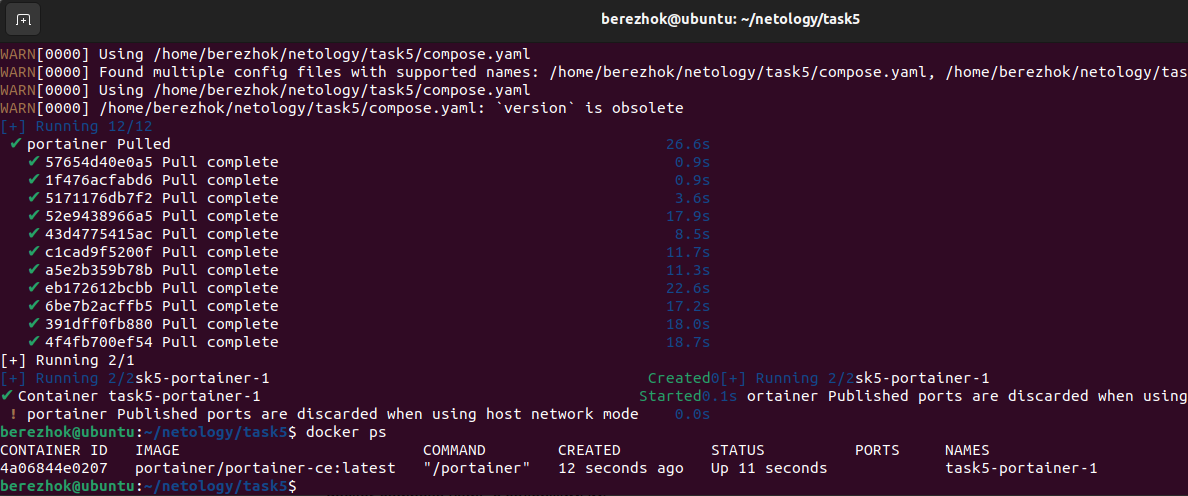 berezhok@ubuntu: ~/netology/task5
WARN[0000] Using /home/berezhok/netology/task5/compose.yaml
WARN[0000] Found multiple config files with supported names: /home/berezhok/netology/task5/compose.yaml, /home/berezhok/netology/tas
WARN[0000] Using /home/berezhok/netology/task5/compose.yaml
WARN[0000] /home/berezhok/netology/task5/compose.yaml: `version` is obsolete
[+] Running 12/12
✔ portainer Pulled 26.6s
✔ 57654d40e0a5 Pull complete 0.9s
✔ 1f476acfabd6 Pull complete 0.9s
✔ 5171176db7f2 Pull complete 3.6s
✔ 52e9438966a5 Pull complete 17.9s
✔ 43d4775415ac Pull complete 8.5s
✔ c1cad9f5200f Pull complete 11.7s
✔ a5e2b359b78b Pull complete 11.3s
✔ eb172612bcbb Pull complete 22.6s
✔ 6be7b2acffb5 Pull complete 17.2s
✔ 391dff0fb880 Pull complete 18.0s
✔ 4f4fb700ef54 Pull complete 18.7s
[+] Running 2/1
[+] Running 2/2sk5-portainer-1 Created0[+] Running 2/2sk5-portainer-1
✔ Container task5-portainer-1 Started0.1s ortainer Published ports are discarded when using
! portainer Published ports are discarded when using host network mode 0.0s
berezhok@ubuntu:~/netology/task5$ docker ps
CONTAINER ID IMAGE COMMAND CREATED STATUS PORTS NAMES
4a06844e0207 portainer/portainer-ce:latest "/portainer" 12 seconds ago Up 11 seconds task5-portainer-1
berezhok@ubuntu:~/netology/task5$